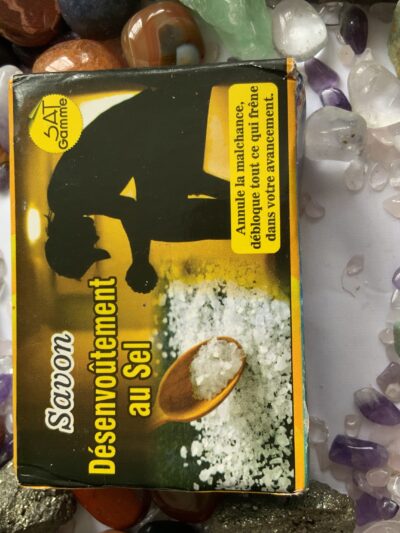 SAT
Gamme
Annule la malchance,
débloque tout ce qui frêne
dans votre avancement.
Savon
Désenvoûtement
au Sel